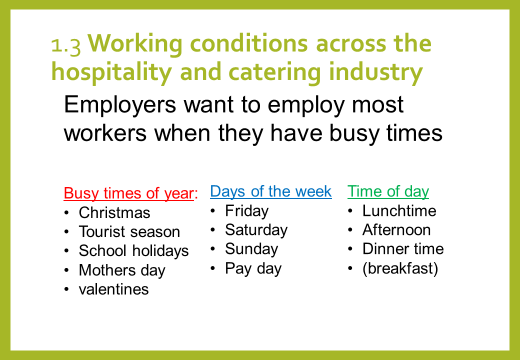 1.3 Working conditions across the
hospitality and catering industry
Employers want to employ most
workers when they have busy times
Busy times of year:
• Christmas
• Tourist season
• School holidays
• Mothers day
• valentines
Days of the week
• Friday
• Saturday
• Sunday
• Pay day
Time of day
• Lunchtime
• Afternoon
• Dinner time
• (breakfast)